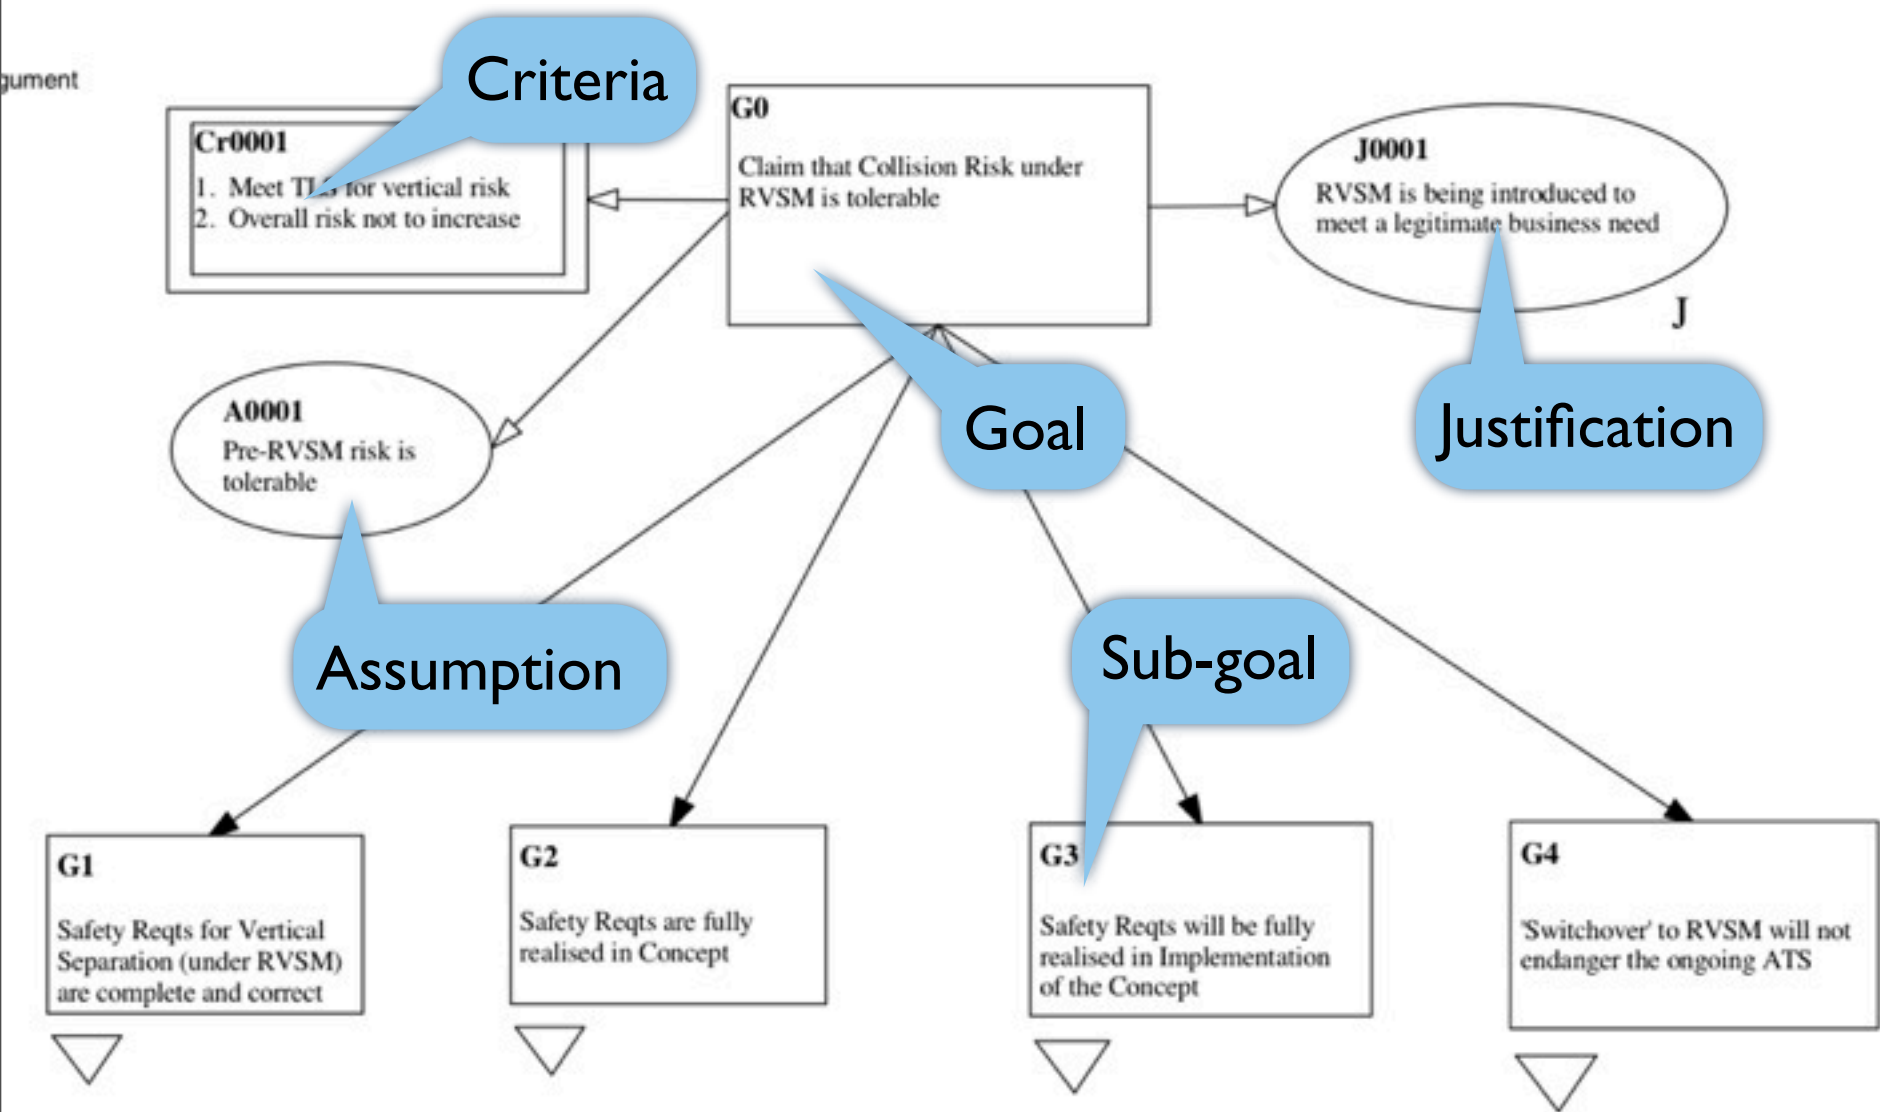 gument
Criteria
Cr0001
1. Meet TLS for vertical risk
2. Overall risk not to increase
G0
Claim that Collision Risk under
RVSM is tolerable
J0001
RVSM is being introduced to
meet a legitimate business need
J
A0001
Pre-RVSM risk is
tolerable
Goal
Justification
Assumption
Sub-goal
G1
Safety Reqts for Vertical
Separation (under RVSM)
are complete and correct
G2
Safety Reqts are fully
realised in Concept
G3
Safety Reqts will be fully
realised in Implementation
of the Concept
G4
'Switchover' to RVSM will not
endanger the ongoing ATS